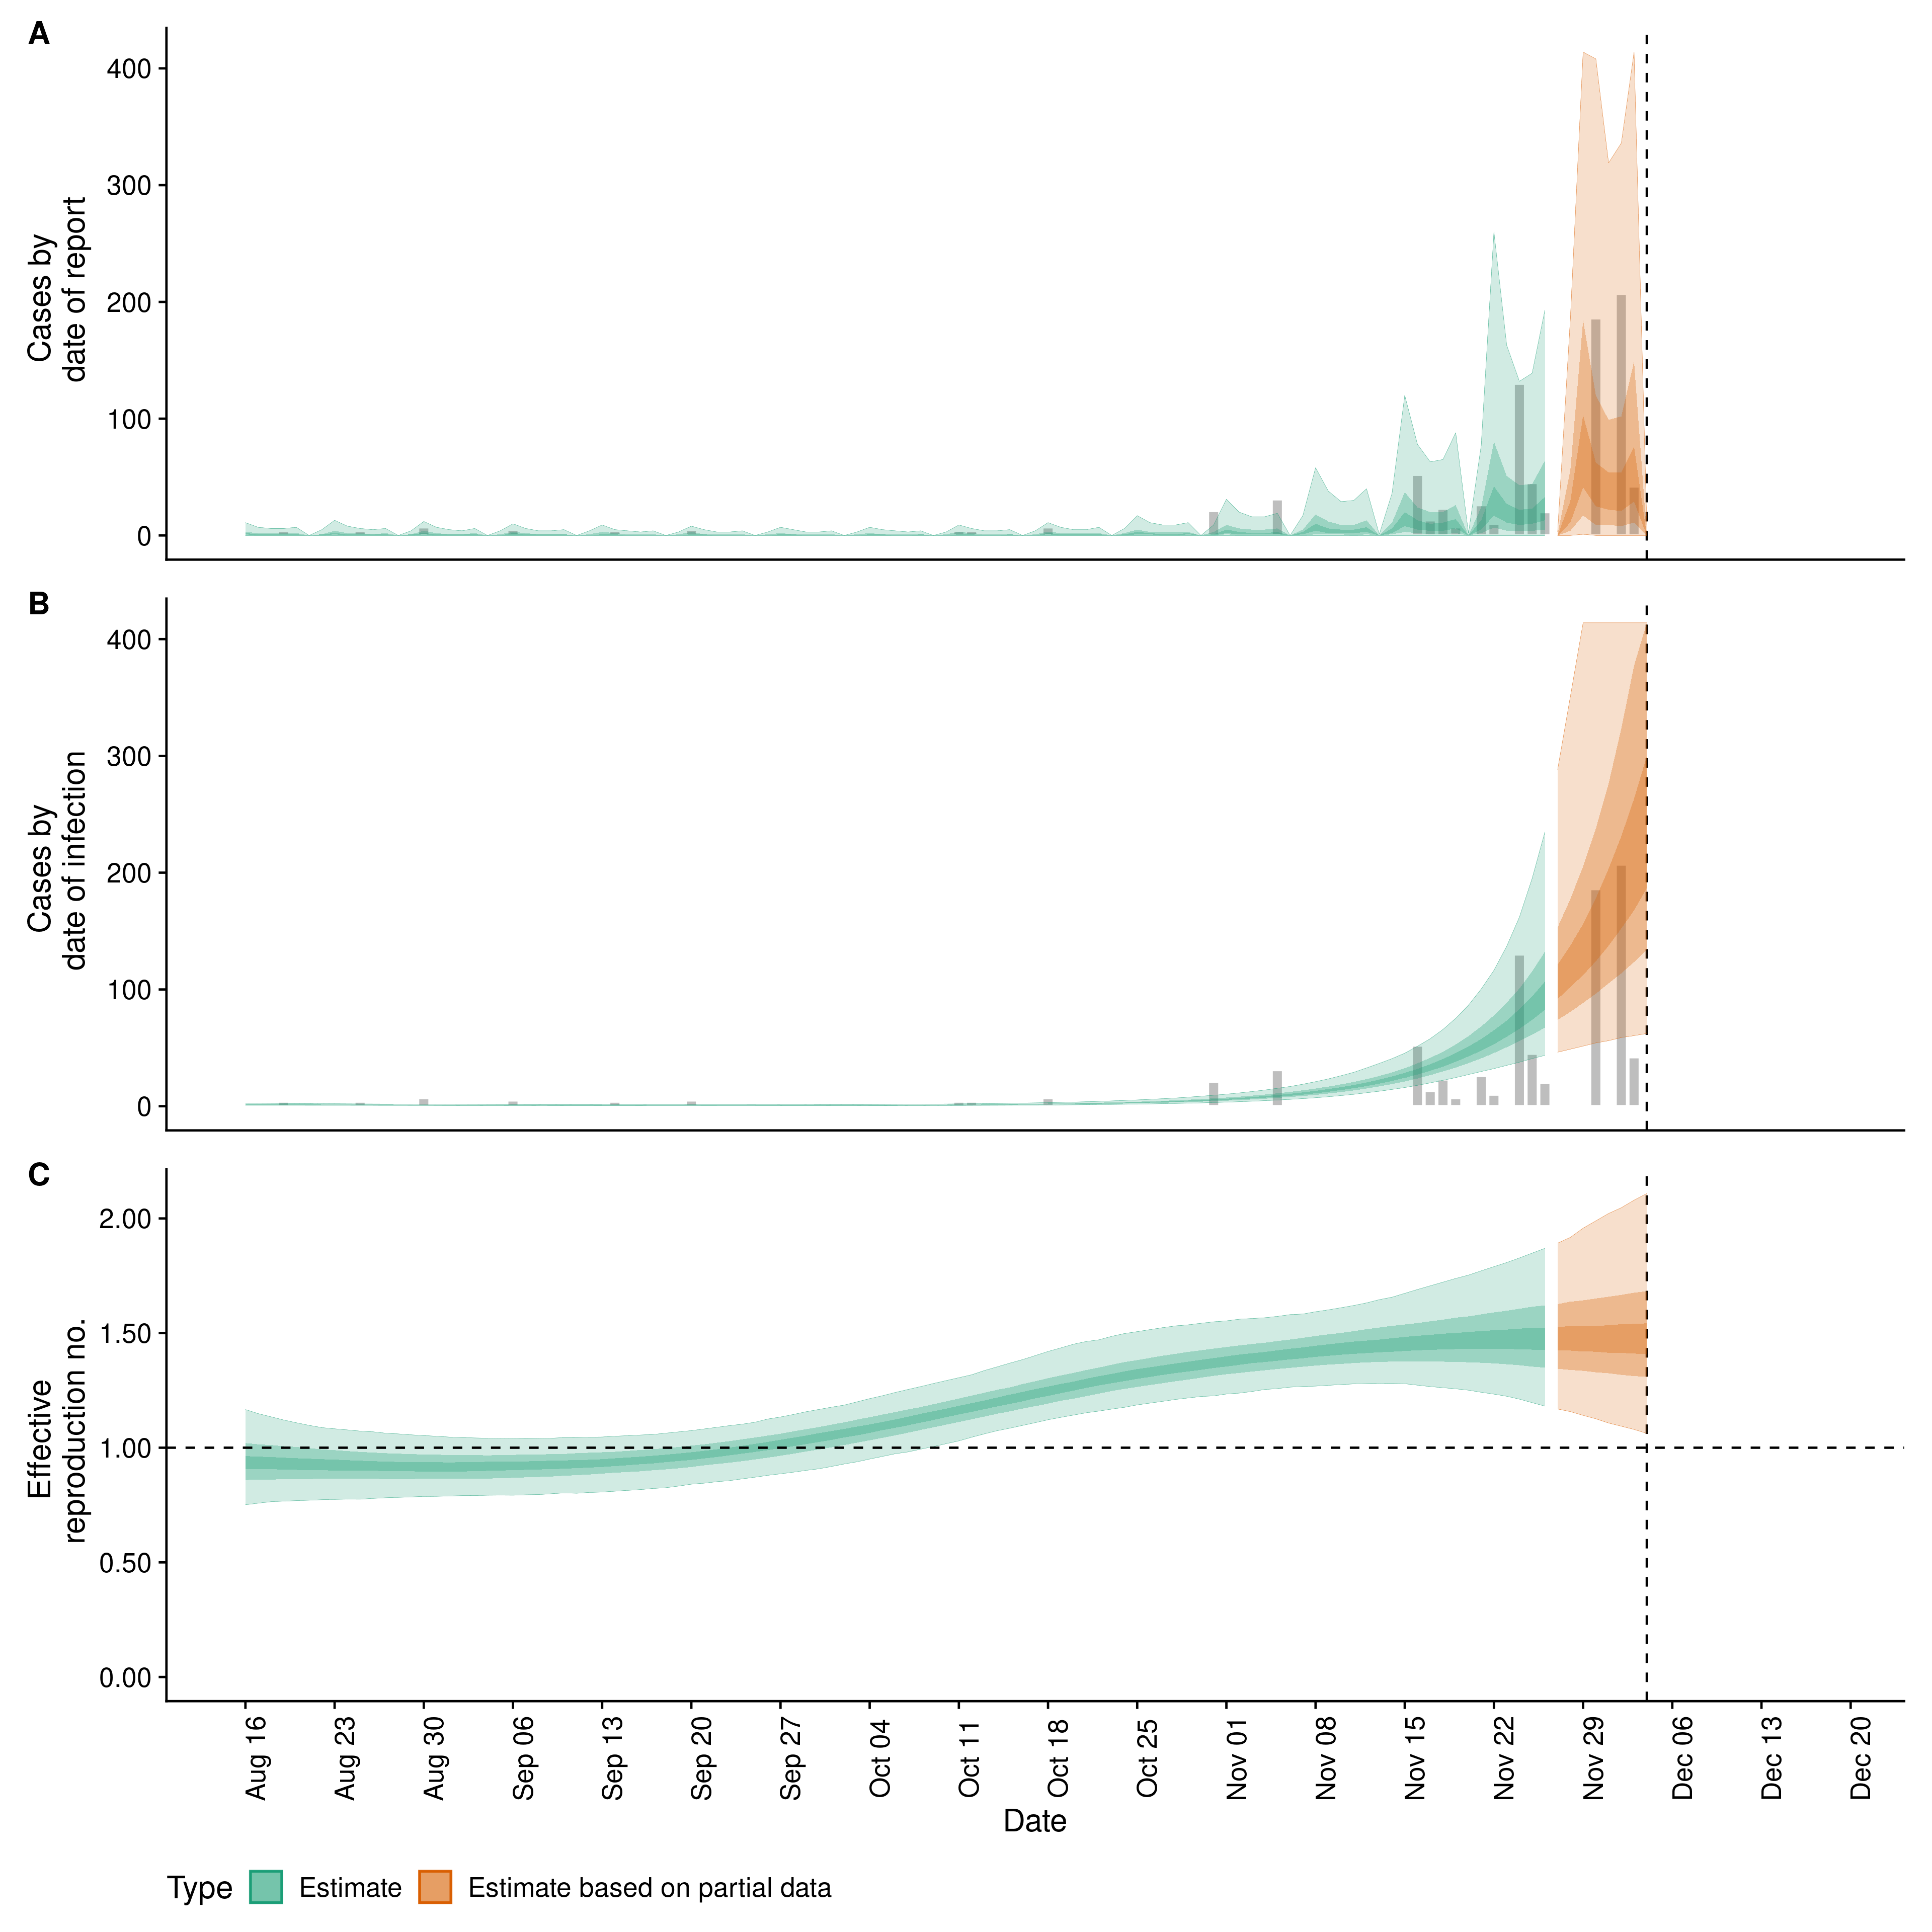 A
Cases by
date of report
400
300
200
100
0
B
Cases by
date of infection
400
300
200
100
0
C
Effective
reproduction no.
2.00
1.50
1.00
0.50
0.00
Aug 16
Aug 23
Aug 30
Sep 06
Sep 13
Sep 20
Sep 27
Oct 04
Oct 11
Oct 18
Oct 25
Nov 01
Nov 08
Nov 15
Nov 22
Nov 29
Dec 06
Dec 13
Dec 20
Date
Type Estimate Estimate based on partial data